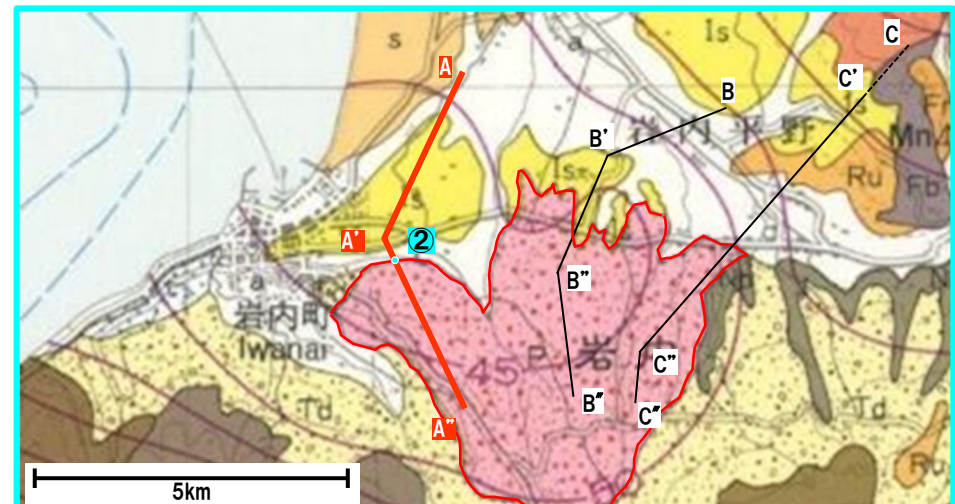 s
A
a
Is
C
C'
Is
B
岩内平野
B'
Is
Mn
Ru
Fb
s
A'
②
B"
a
岩内町
Iwanai
P
岩
C"
45
Td
B‴
C‴
Td
A"
Ru
5km